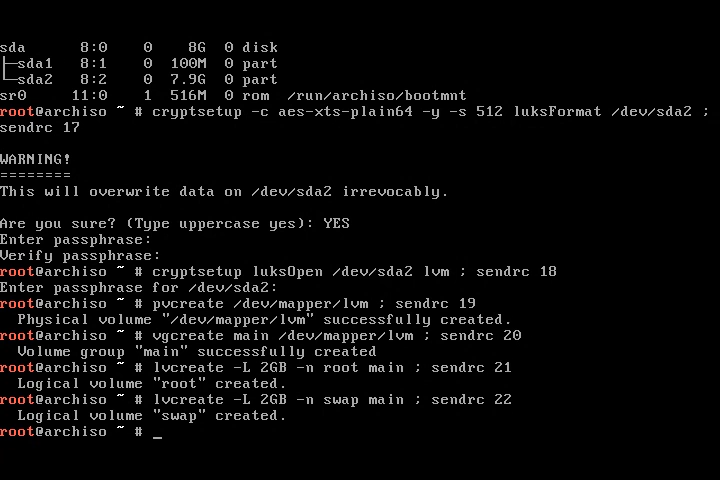 sda      8:0    0    8G  0 disk
├─sda1   8:1    0  100M  0 part
└─sda2   8:2    0  7.9G  0 part
sr0     11:0    1  516M  0 rom  /run/archiso/bootmnt
root@archiso ~ # cryptsetup -c aes-xts-plain64 -y -s 512 luksFormat /dev/sda2 ;
sendrc 17
WARNING!
========
This will overwrite data on /dev/sda2 irrevocably.
Are you sure? (Type uppercase yes): YES
Enter passphrase:
Verify passphrase:
root@archiso ~ # cryptsetup luksOpen /dev/sda2 lvm ; sendrc 18
Enter passphrase for /dev/sda2:
root@archiso ~ # pvcreate /dev/mapper/lvm ; sendrc 19
  Physical volume "/dev/mapper/lvm" successfully created.
root@archiso ~ # vgcreate main /dev/mapper/lvm ; sendrc 20
  Volume group "main" successfully created
root@archiso ~ # lvcreate -L 2GB -n root main ; sendrc 21
  Logical volume "root" created.
root@archiso ~ # lvcreate -L 2GB -n swap main ; sendrc 22
  Logical volume "swap" created.
root@archiso ~ # _